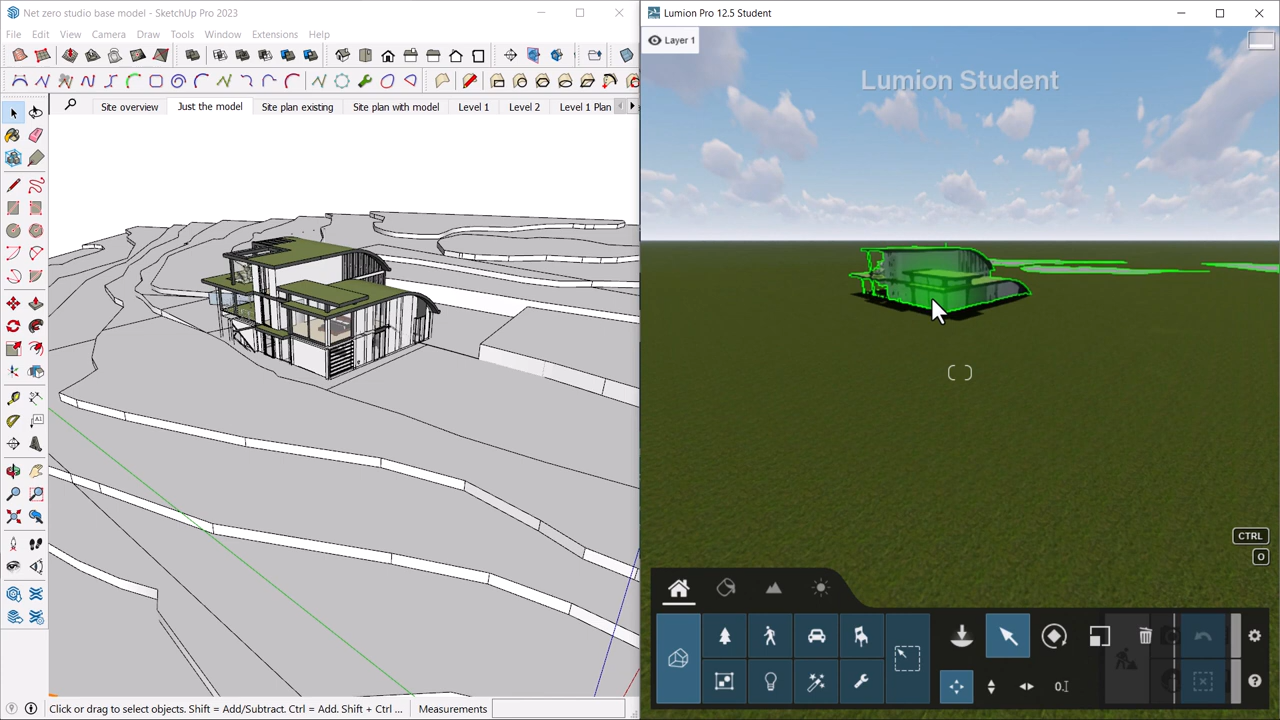 Net zero studio base model - SketchUp Pro 2023
File Edit View Camera Draw Tools Window Extensions Help
Site overview Just the model Site plan existing Site plan with model Level 1 Level 2 Level 1 Plan
A1
Click or drag to select objects. Shift = Add/Subtract. Ctrl = Add. Shift + Ctrl ... Measurements
Lumion Pro 12.5 Student
Layer 1
Lumion Student
CTRL
O
0.